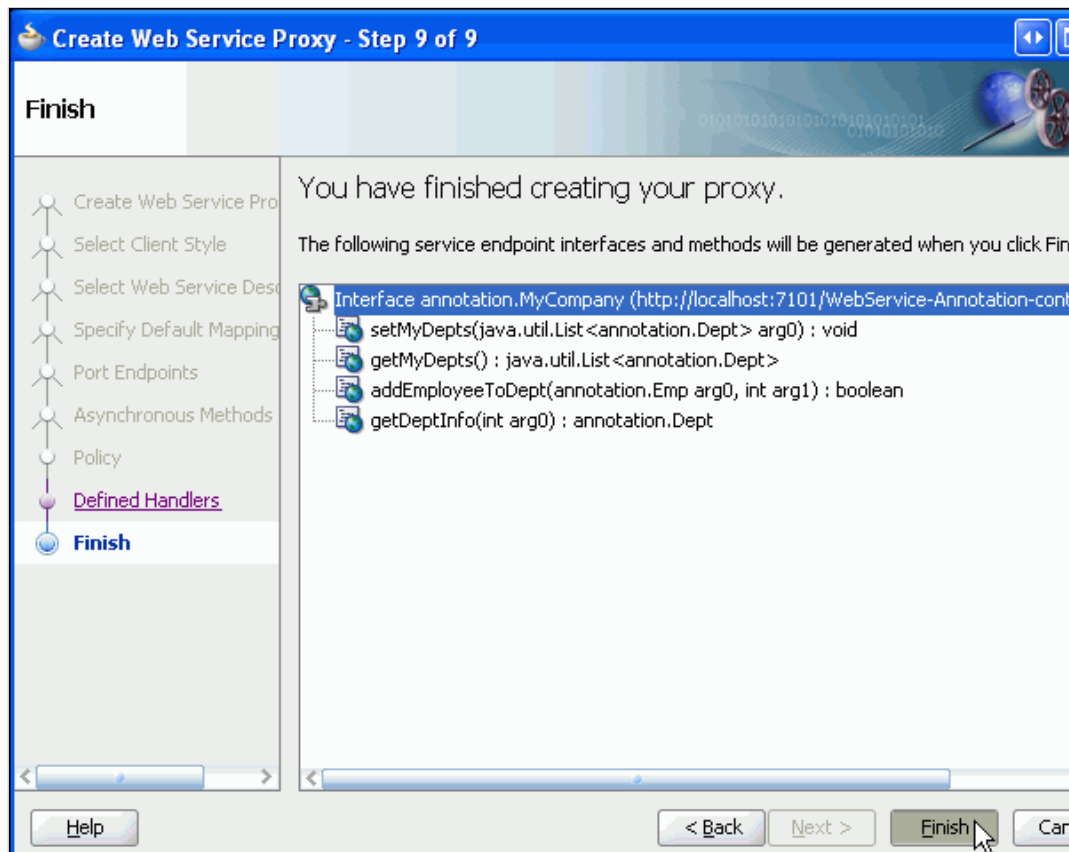 Create Web Service Proxy - Step 9 of 9
Finish
010101010101010101010101
01010101010
Create Web Service Pro
Select Client Style
Select Web Service Desc
Specify Default Mapping
Port Endpoints
Asynchronous Methods
Policy
Defined Handlers
Finish
You have finished creating your proxy.
The following service endpoint interfaces and methods will be generated when you click Fin
Interface annotation.MyCompany (http://localhost:7101/WebService-Annotation-cont
setMyDepts(java.util.List<annotation.Dept> arg0) : void
getMyDepts() : java.util.List<annotation.Dept>
addEmployeeToDept(annotation.Emp arg0, int arg1) : boolean
getDeptInfo(int arg0) : annotation.Dept
Help
< Back
Next >
Finish
Can